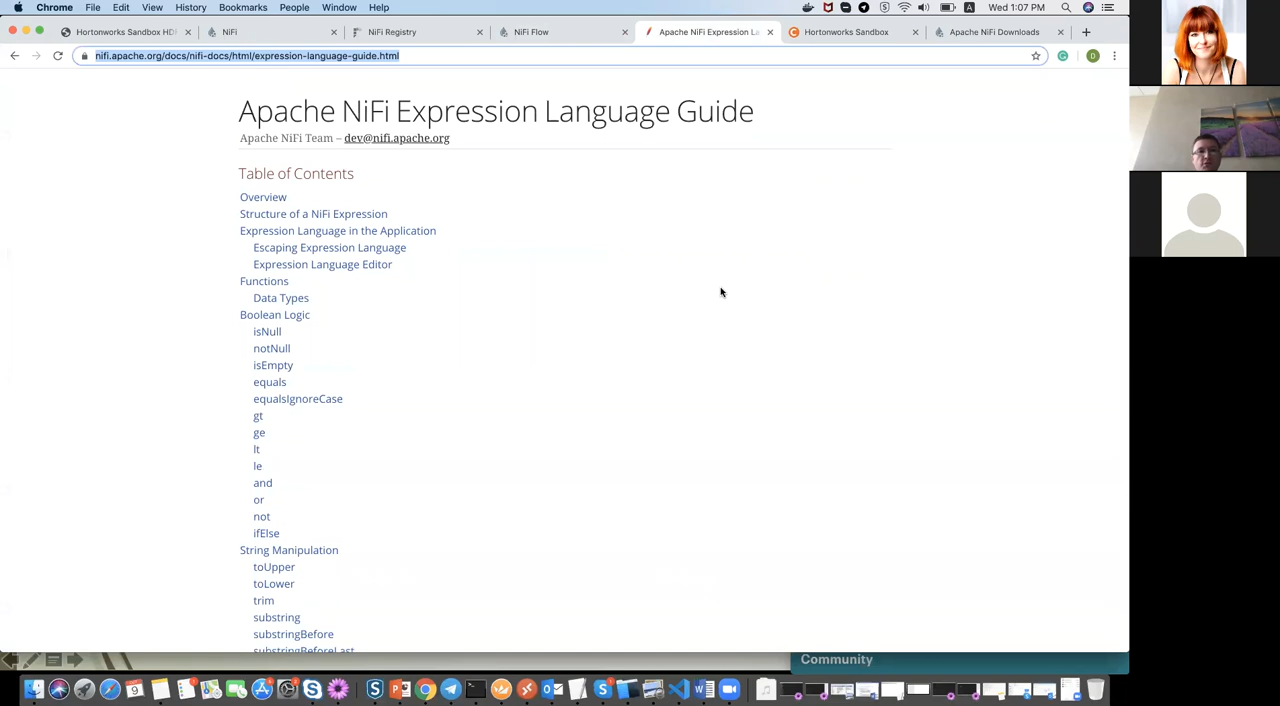 Chrome File Edit View History Bookmarks People Window Help
Wed 1:07 PM
Hortonworks Sandbox HD
NiFi
NiFi Registry
NiFi Flow
Apache NiFi Expression La
Hortonworks Sandbox
Apache NiFi Downloads
nifi.apache.org/docs/nifi-docs/html/expression-language-guide.html
Apache NiFi Expression Language Guide
Apache NiFi Team – dev@nifi.apache.org
Table of Contents
Overview
Structure of a NiFi Expression
Expression Language in the Application
Escaping Expression Language
Expression Language Editor
Functions
Data Types
Boolean Logic
isNull
notNull
isEmpty
equals
equalsIgnoreCase
gt
ge
lt
le
and
or
not
ifElse
String Manipulation
toUpper
toLower
trim
substring
substringBefore
substringBeforeLast
Community